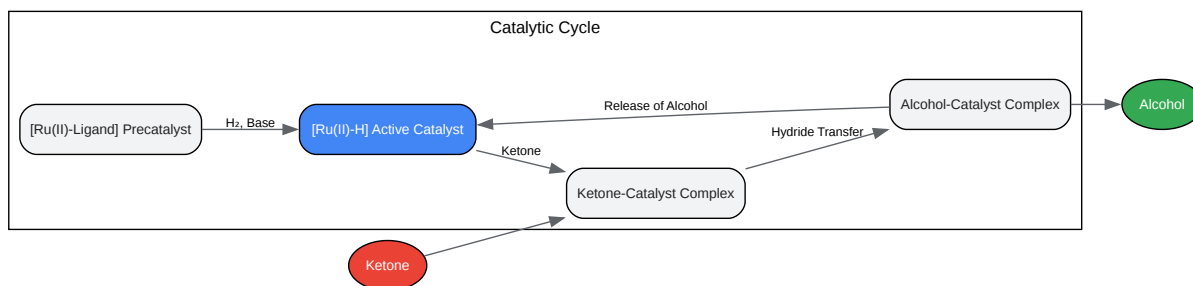 Catalytic Cycle
[Ru(II)-Ligand] Precatalyst
H₂, Base
[Ru(II)-H] Active Catalyst
Release of Alcohol
Alcohol-Catalyst Complex
Alcohol
Hydride Transfer
Ketone
Ketone-Catalyst Complex
Ketone